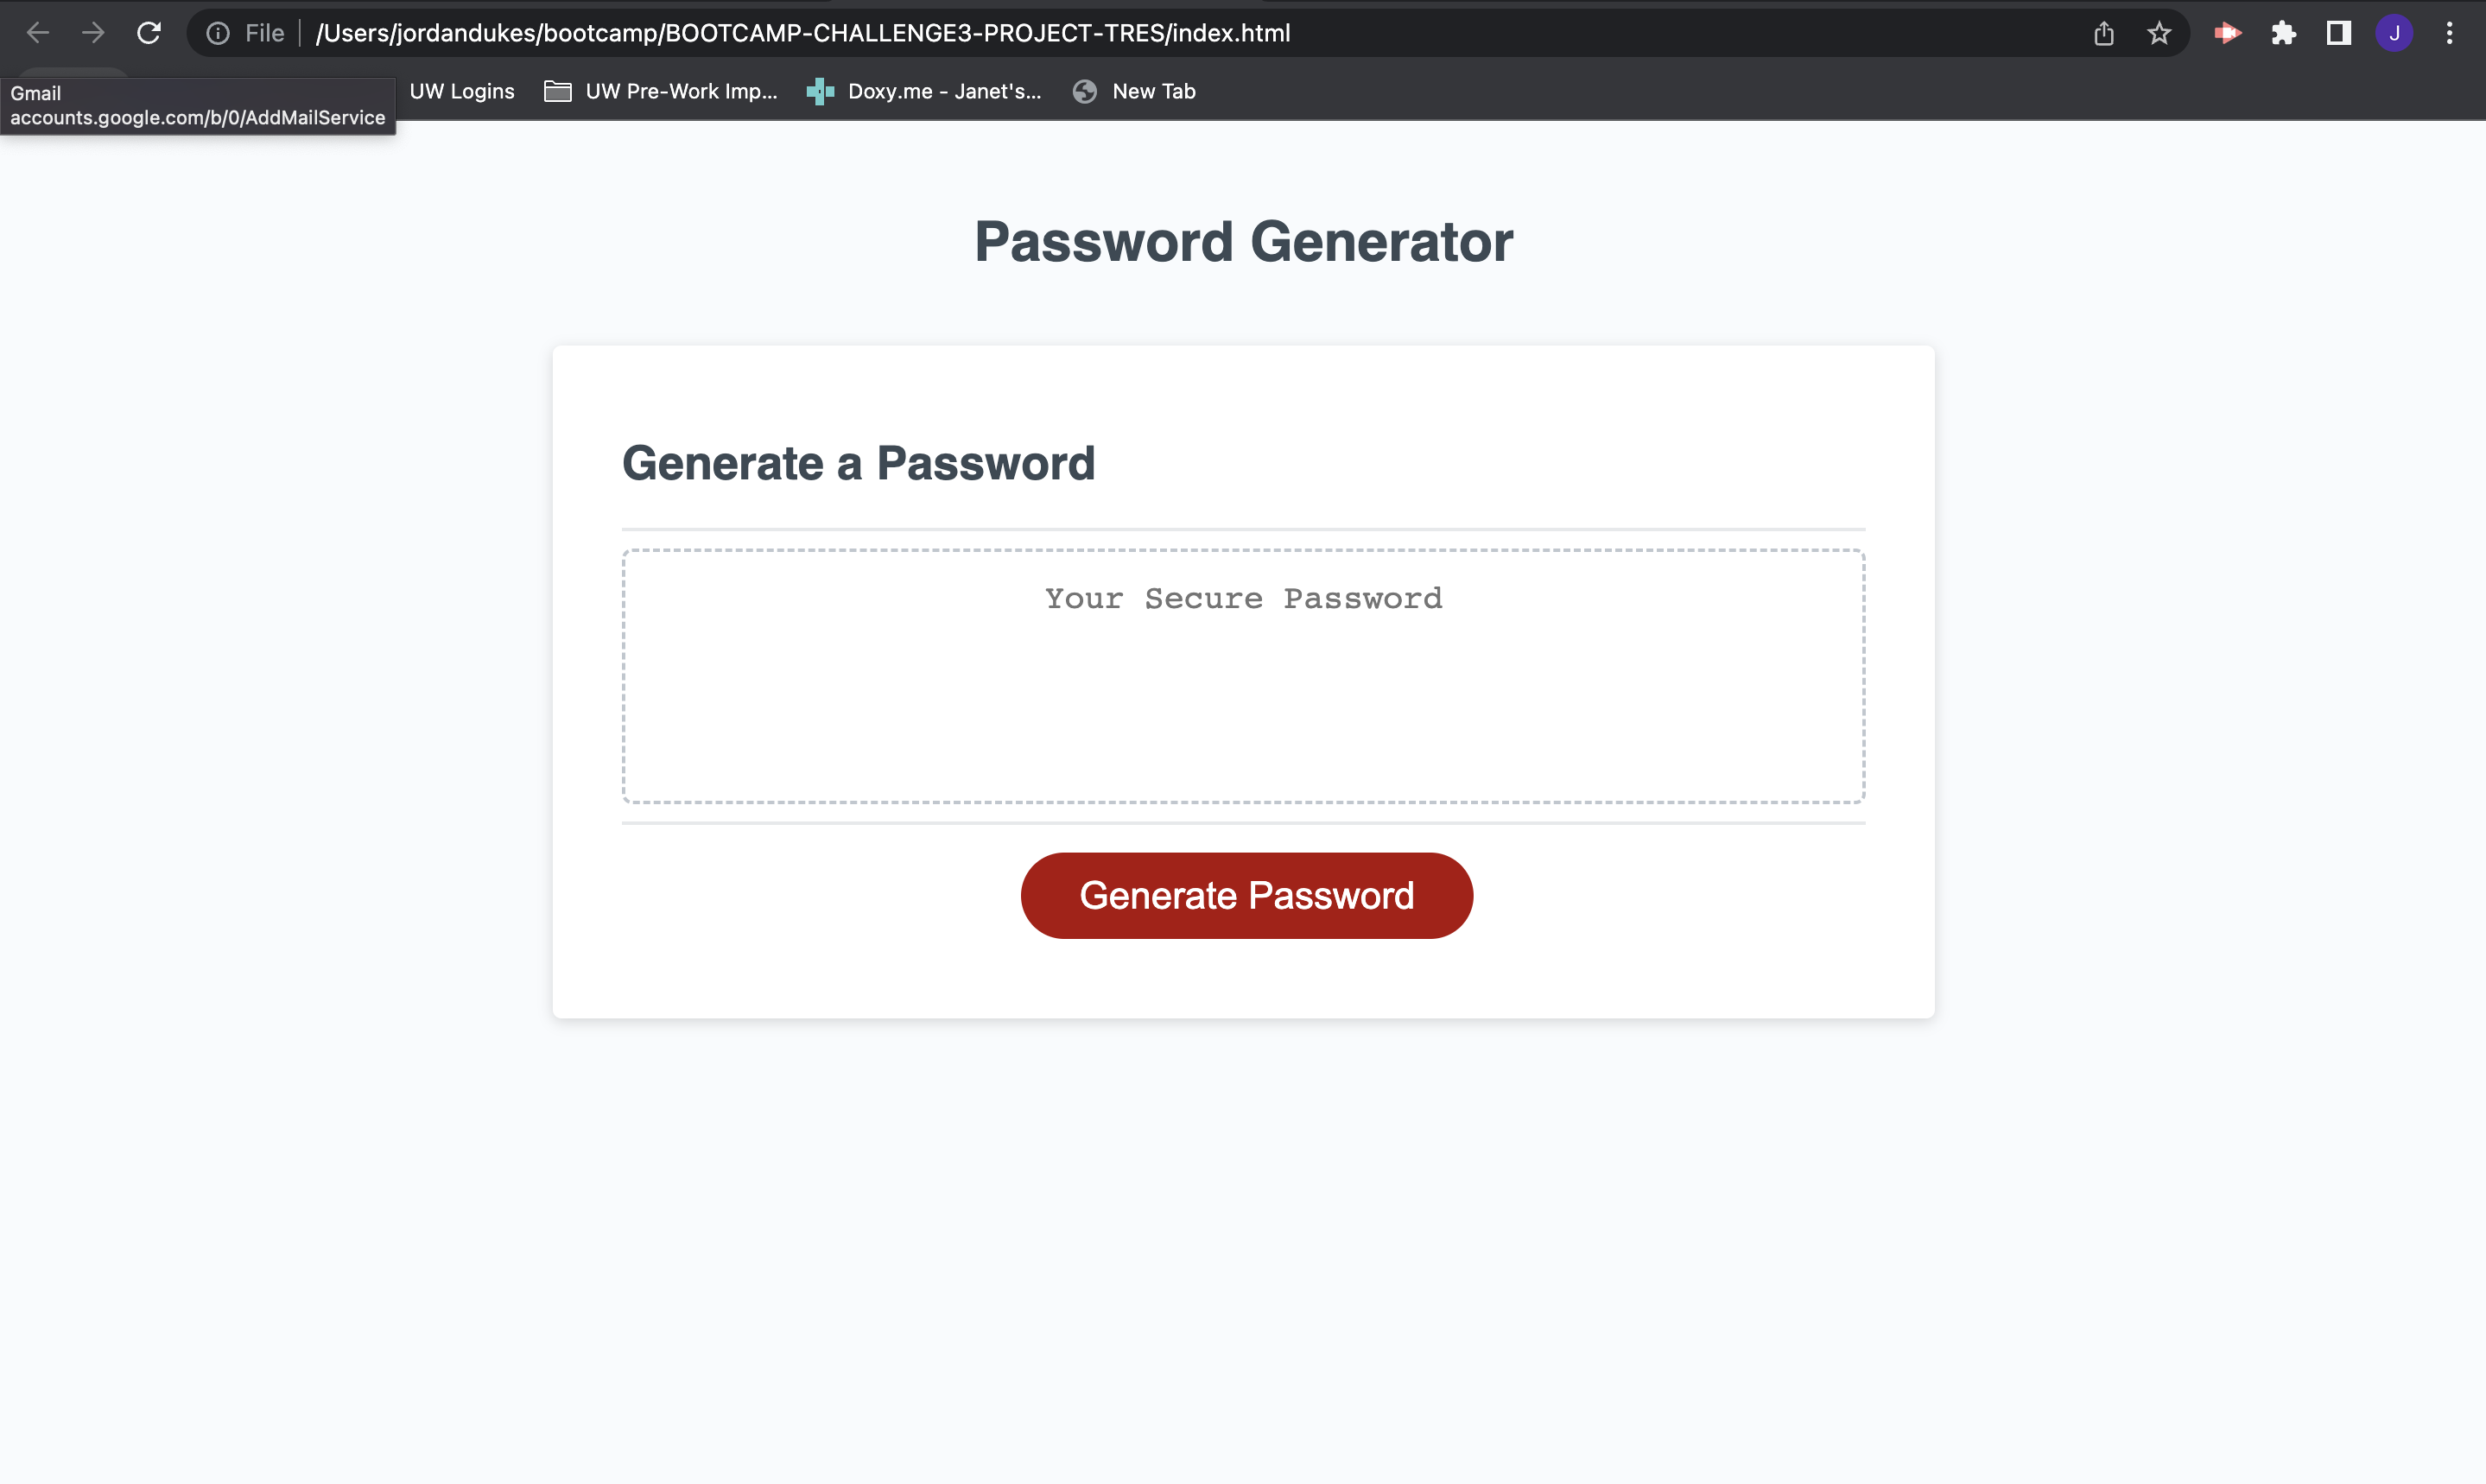 File /Users/jordandukes/bootcamp/BOOTCAMP-CHALLENGE3-PROJECT-TRES/index.html J
Gmail
accounts.google.com/b/0/AddMailService
UW Logins UW Pre-Work Imp... Doxy.me - Janet's... New Tab
Password Generator
Generate a Password
Your Secure Password
Generate Password